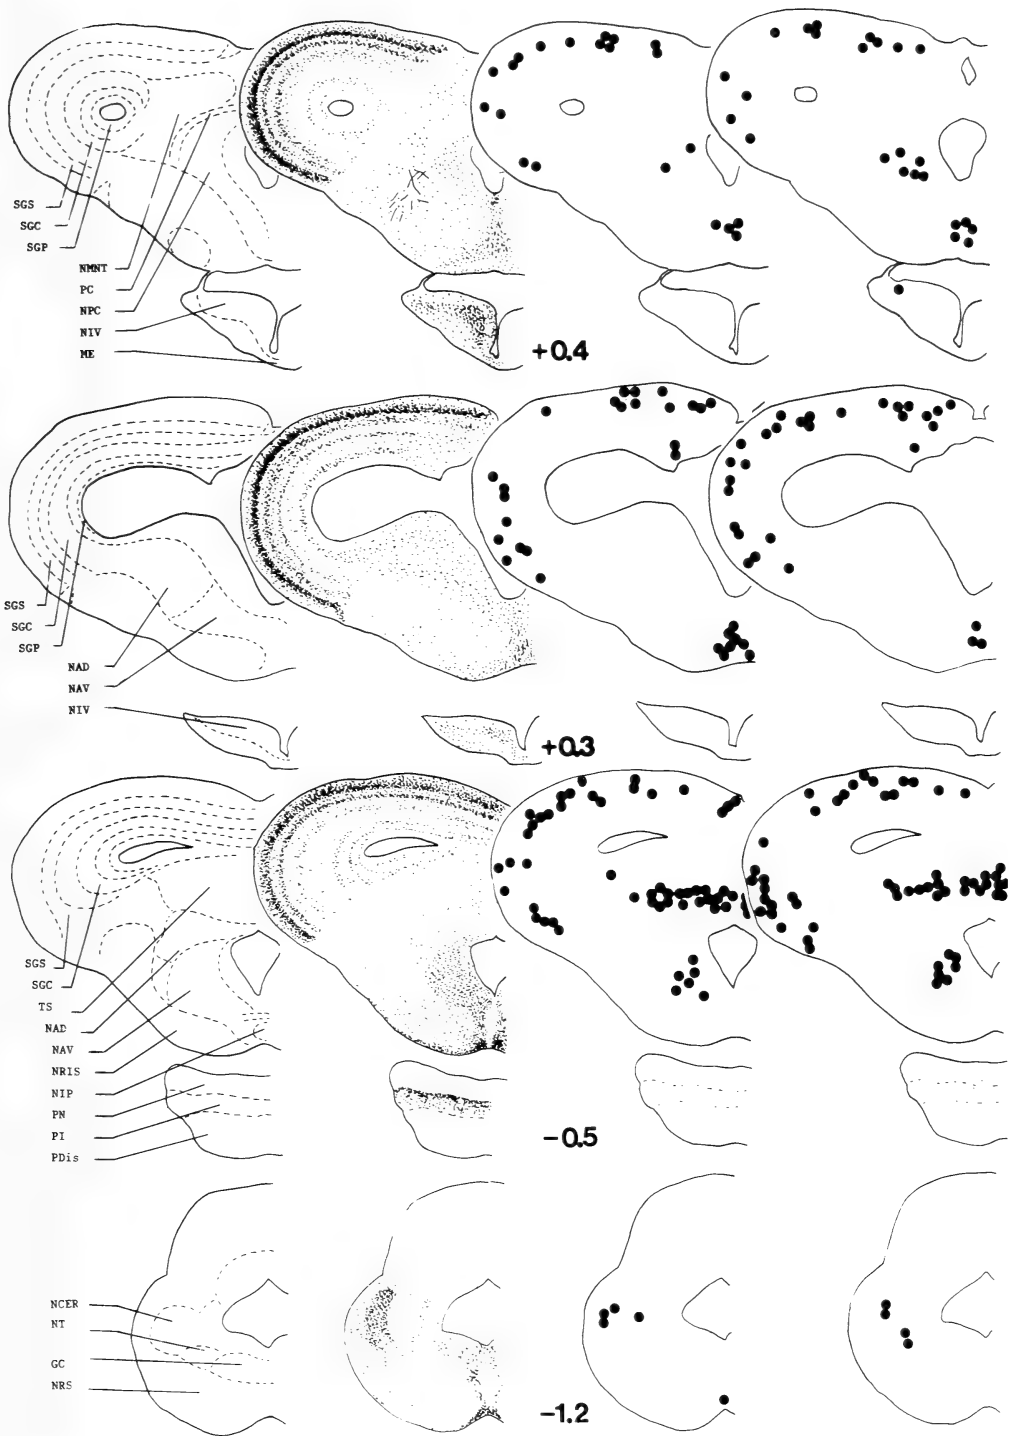 SGS
SGC
SGP
NMNT
PC
NPC
NIV
ME
+0.4
SGS
SGC
SGP
NAD
NAV
NIV
+0.3
SGS
SGC
TS
NAD
NAV
NRIS
NIP
PN
PI
PDis
-0.5
NCER
NT
GC
NRS
-1.2